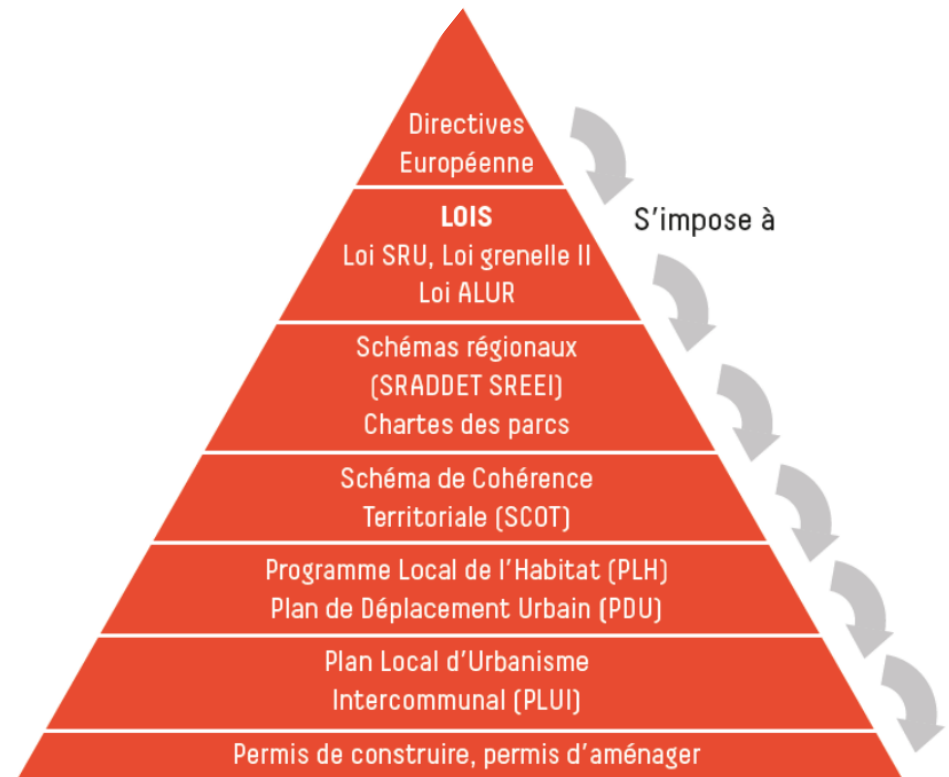 Directives
Européenne
S'impose à
LOIS
Loi SRU, Loi grenelle II
Loi ALUR
Schémas régionaux
(SRADDET SREEI)
Chartes des parcs
Schéma de Cohérence
Territoriale (SCOT)
Programme Local de l'Habitat (PLH)
Plan de Déplacement Urbain (PDU)
Plan Local d'Urbanisme
Intercommunal (PLUI)
Permis de construire, permis d'aménager